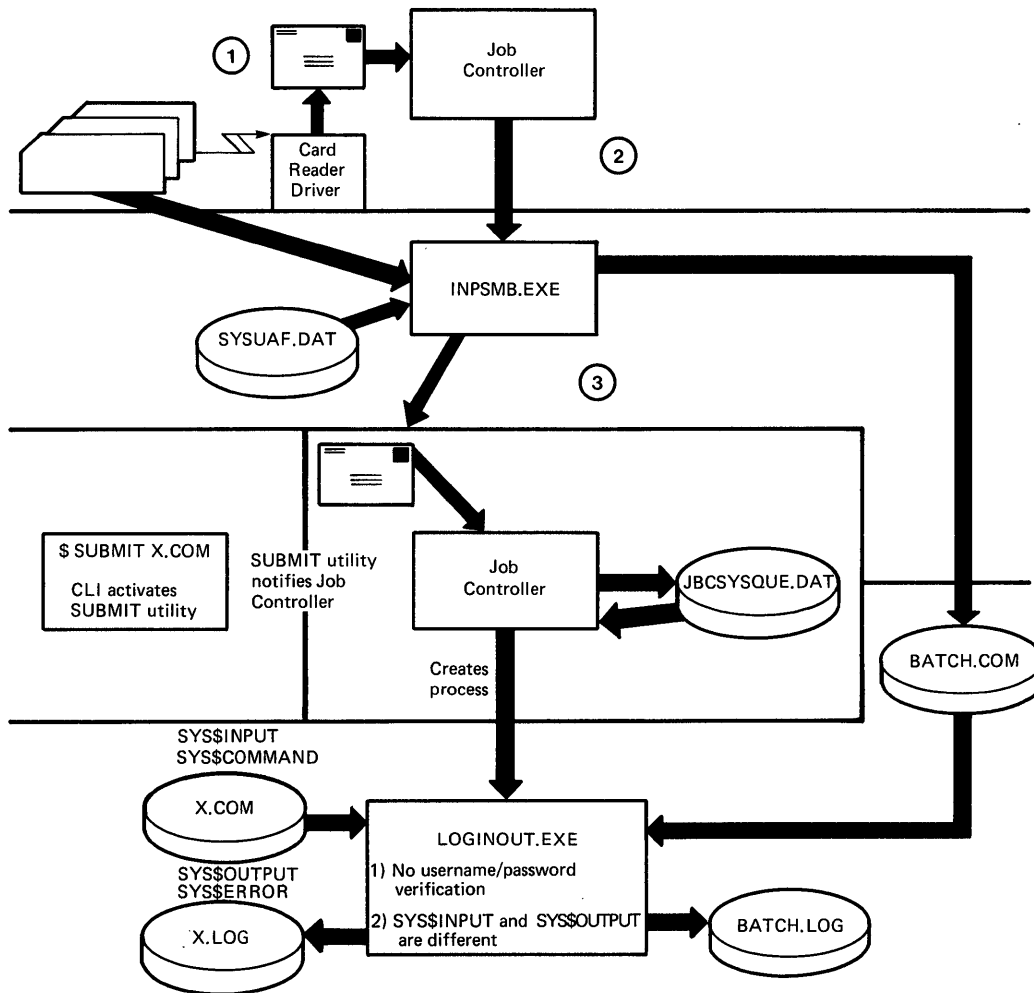 1
Job
Controller
2
Card
Reader
Driver
INPSMB.EXE
SYSUAF.DAT
3
$ SUBMIT X.COM
CLI activates
SUBMIT utility
SUBMIT utility
notifies Job
Controller
Job
Controller
JBCSYSQUE.DAT
Creates
process
BATCH.COM
SYS$INPUT
SYS$COMMAND
X.COM
SYS$OUTPUT
SYS$ERROR
X.LOG
LOGINOUT.EXE
1) No username/password
verification
2) SYS$INPUT and SYS$OUTPUT
are different
BATCH.LOG